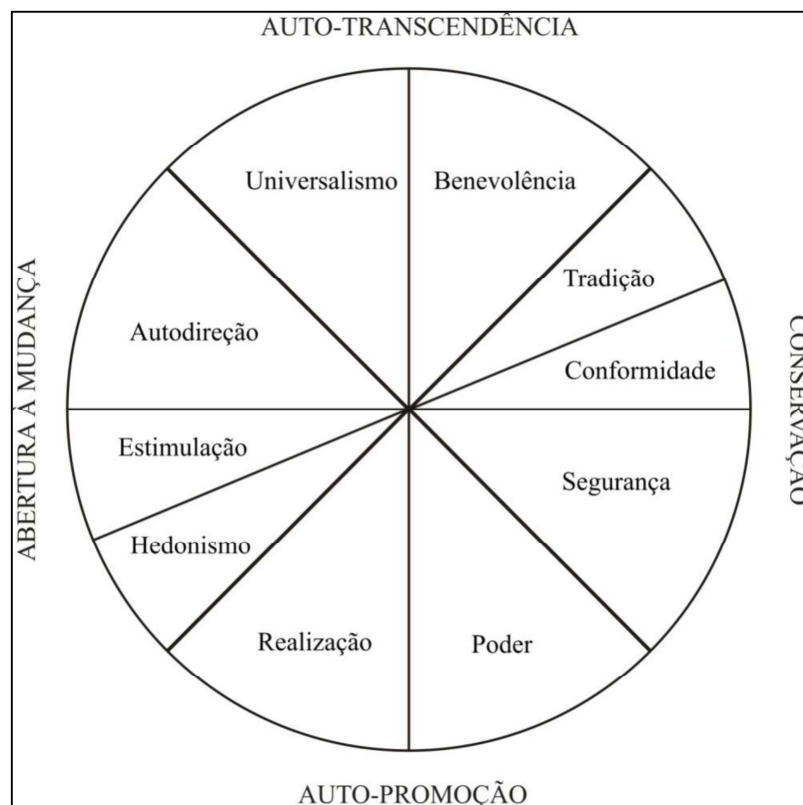 AUTO-TRANSCENDÊNCIA
Universalismo
Benevolência
Tradição
Autodireção
Conformidade
ABERTURA A MUDANÇA
CONSERVAÇÃO
Estimulação
Segurança
Hedonismo
Realização
Poder
AUTO-PROMOÇÃO